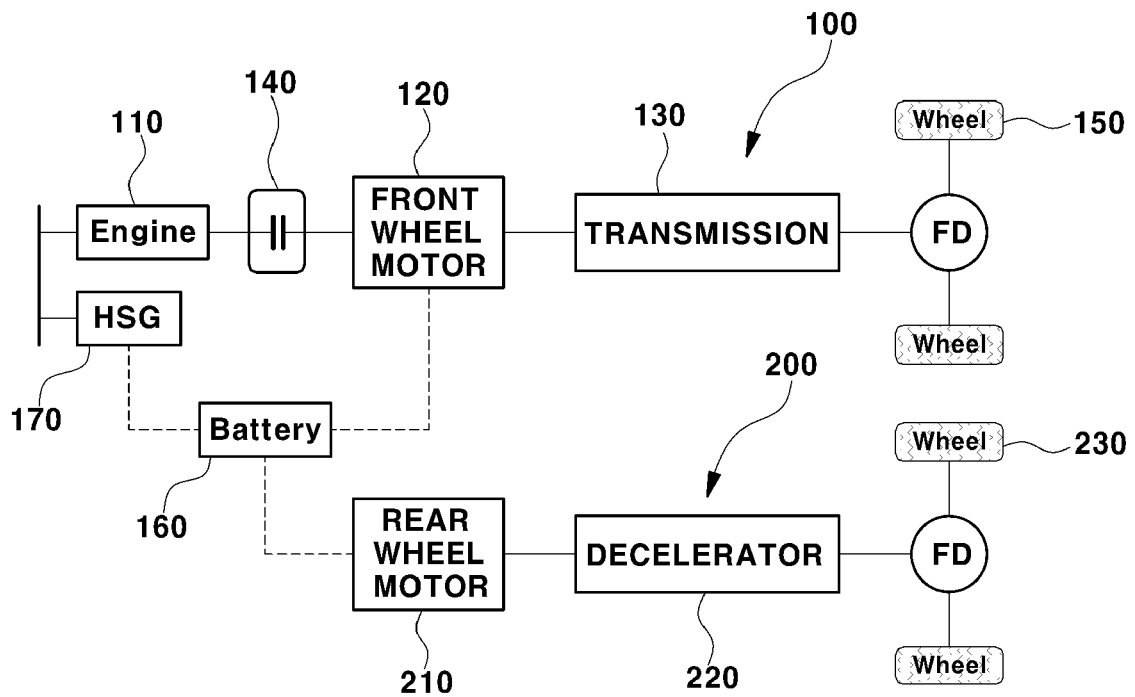 100
140
120
130
110
Wheel
150
Engine
FRONT
WHEEL
MOTOR
TRANSMISSION
FD
HSG
Wheel
170
200
Battery
Wheel
230
160
REAR
WHEEL
MOTOR
DECELERATOR
FD
210
220
Wheel